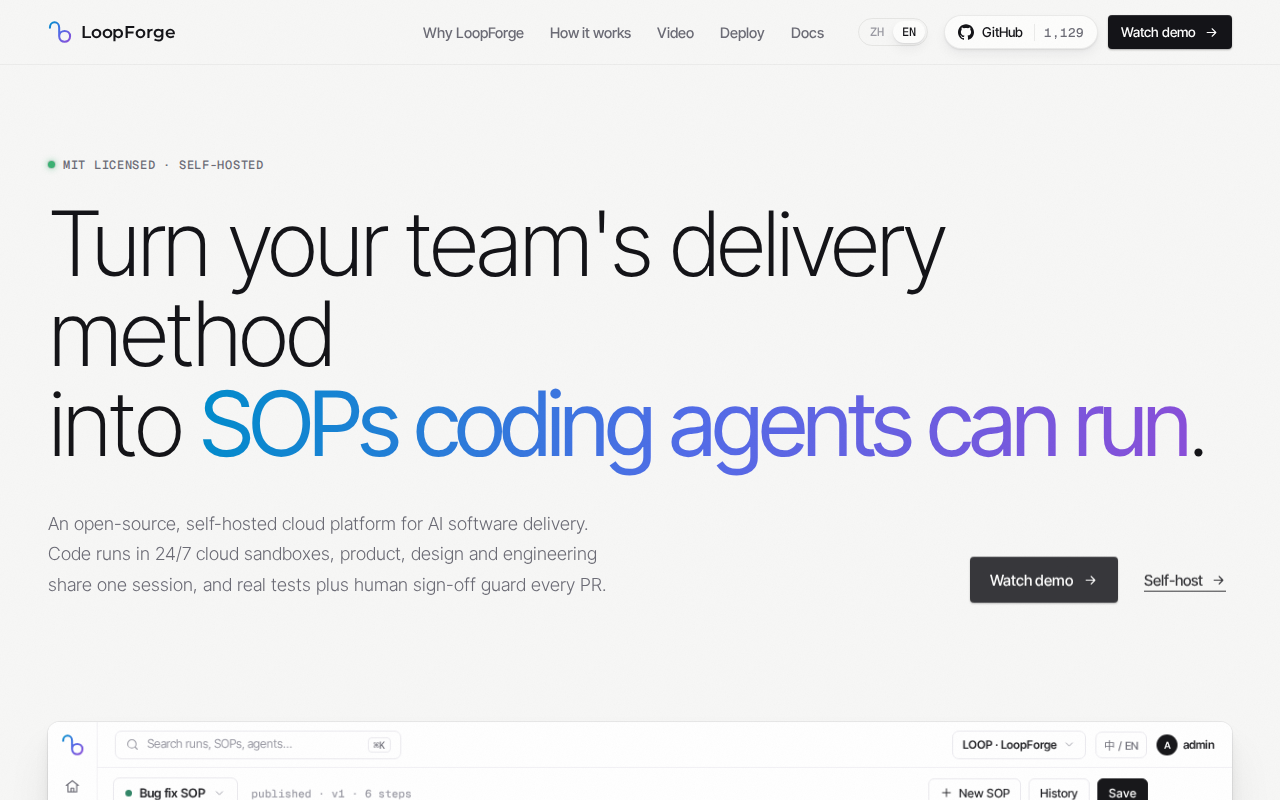 LoopForge
Why LoopForge How it works Video Deploy Docs ZH EN GitHub 1,129 Watch demo →
MIT LICENSED · SELF-HOSTED
Turn your team's delivery
method
into SOPs coding agents can run.
An open-source, self-hosted cloud platform for AI software delivery.
Code runs in 24/7 cloud sandboxes, product, design and engineering
share one session, and real tests plus human sign-off guard every PR.
Watch demo →
Self-host →
Search runs, SOPs, agents... ⌘K LOOP · LoopForge 中 / EN A admin
Bug fix SOP published · v1 · 6 steps + New SOP History Save